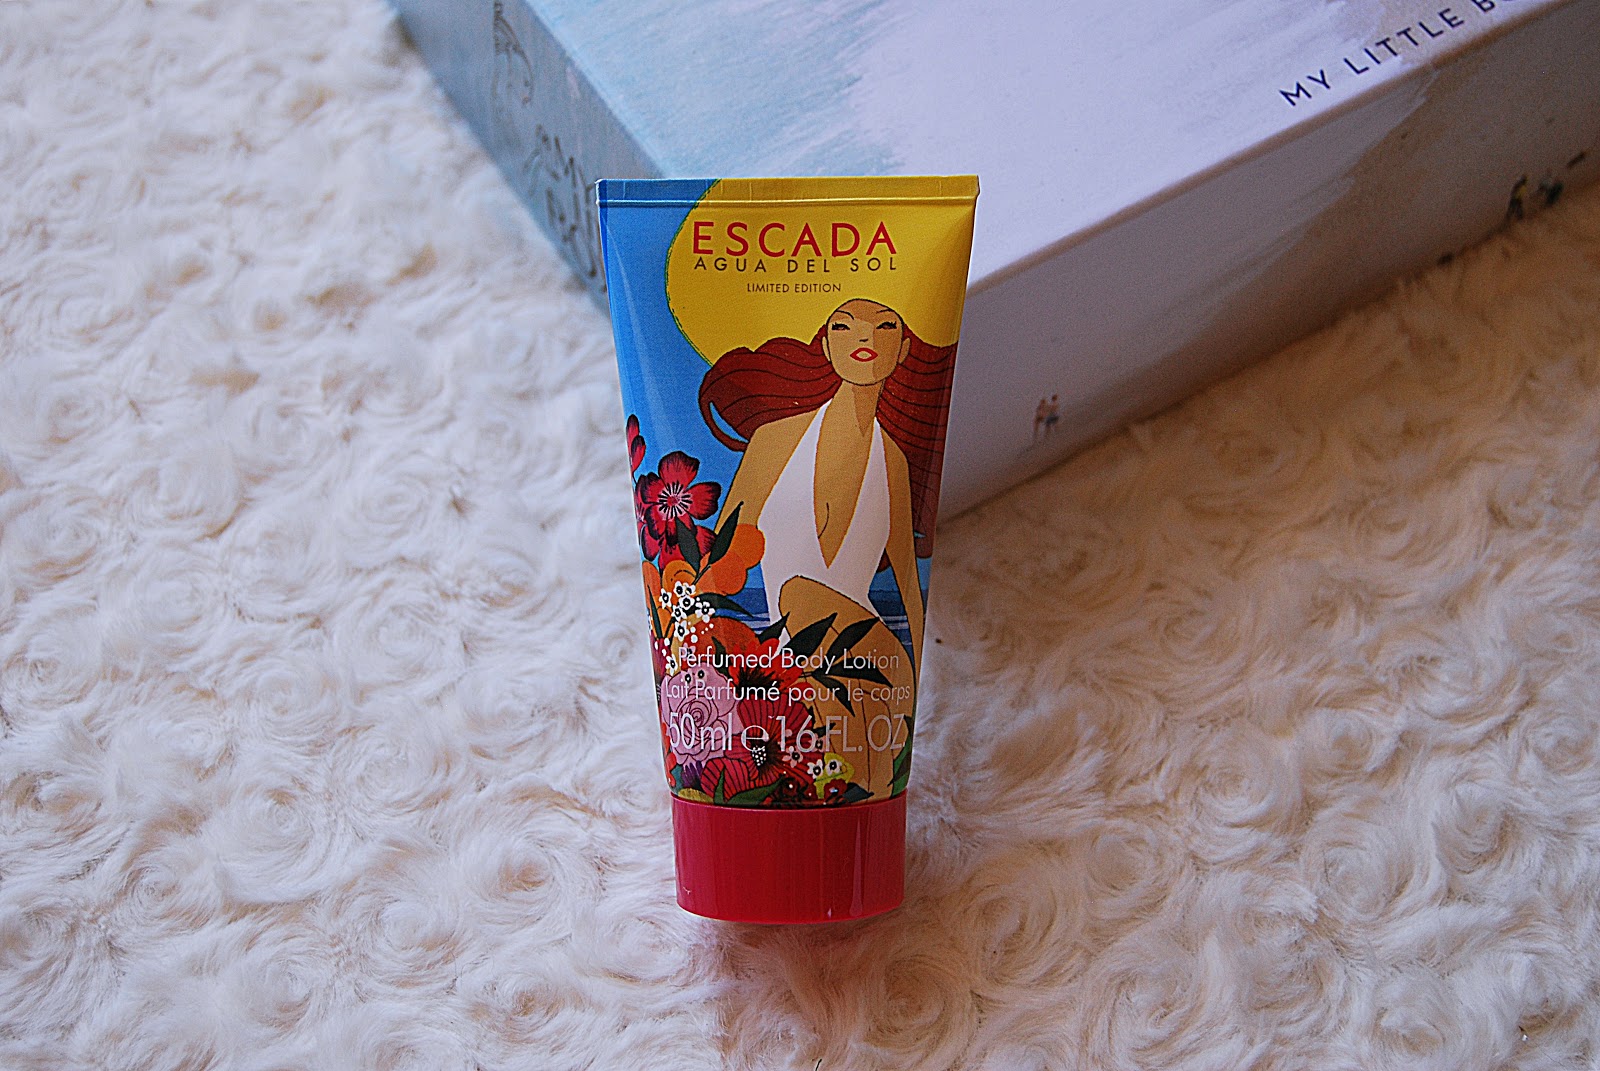 ESCADA
AGUA DEL SOL
LIMITED EDITION
Perfumed Body Lotion
Lait Parfumé pour le corps
50ml e 1.6 FL. OZ
MY LITTLE